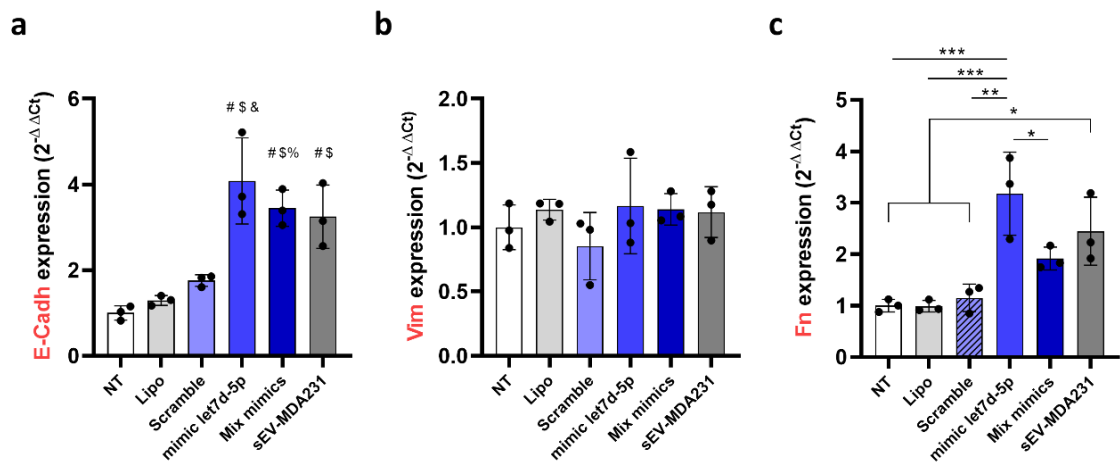 a
b
c
E-Cadh expression (2^-Δ ΔCt)
6
4
2
0
# $ &
# $%
# $
NT
Lipo
Scramble
mimic let7d-5p
Mix mimics
sEV-MDA231
Vim expression (2^-Δ ΔCt)
2.0
1.5
1.0
0.5
0.0
NT
Lipo
Scramble
mimic let7d-5p
Mix mimics
sEV-MDA231
Fn expression (2^-Δ ΔCt)
5
4
3
2
1
0
***
***
**
*
*
NT
Lipo
Scramble
mimic let7d-5p
Mix mimics
sEV-MDA231